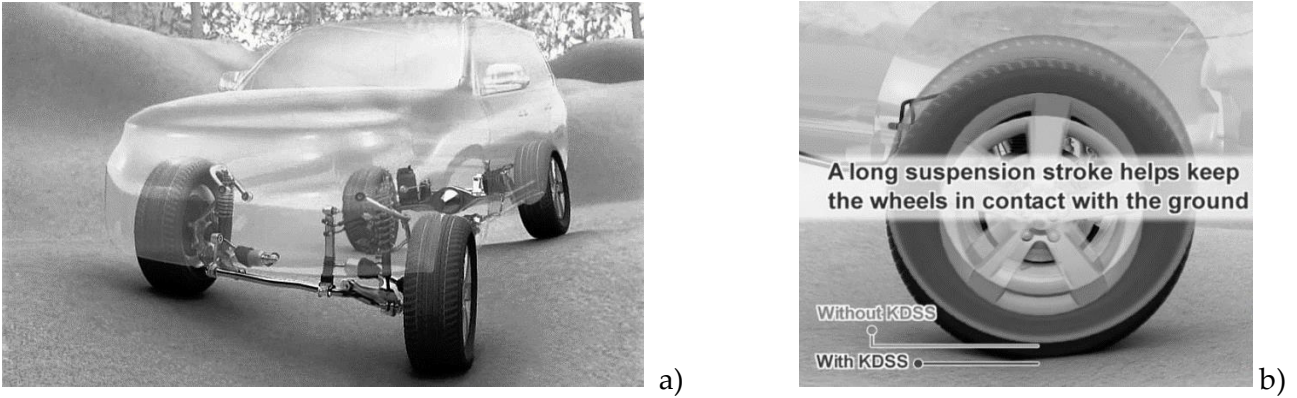 A long suspension stroke helps keep
the wheels in contact with the ground
Without KDSS
With KDSS
a)
b)